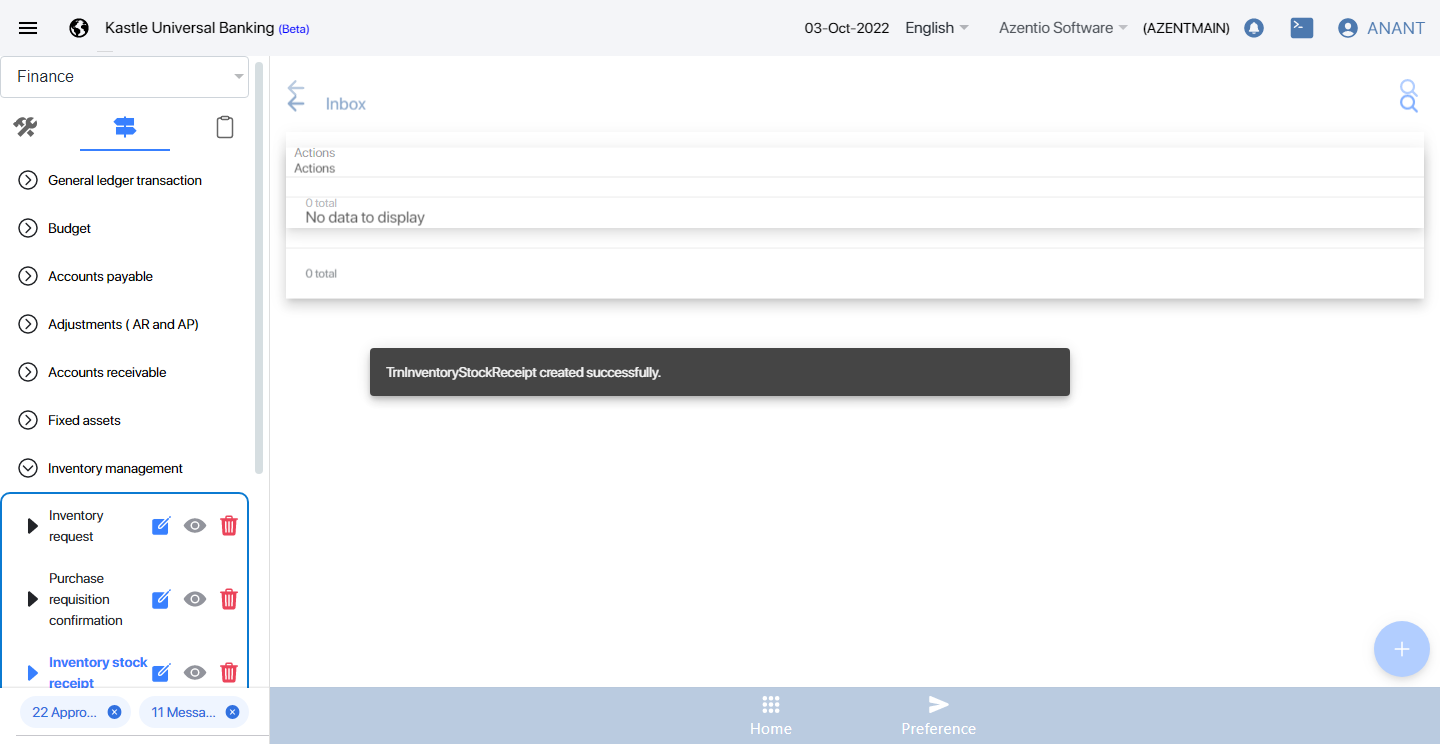 Kastle Universal Banking (Beta)
03-Oct-2022
English
Azentio Software
(AZENTMAIN)
ANANT
Finance
General ledger transaction
Budget
Accounts payable
Adjustments ( AR and AP)
Accounts receivable
Fixed assets
Inventory management
Inventory
request
Purchase
requisition
confirmation
Inventory stock
receipt
22 Appro...
11 Messa...
Inbox
Actions
Actions
0 total
No data to display
0 total
TrnInventoryStockReceipt created successfully.
Home
Preference